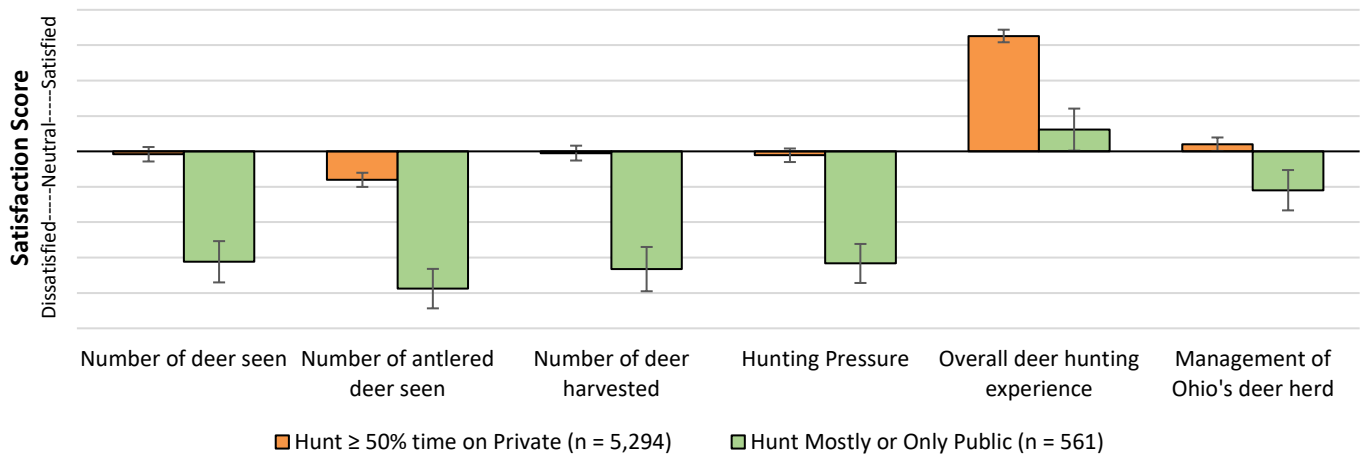 Satisfaction Score
Dissatisfied-----Neutral-----Satisfied
Number of deer seen
Number of antlered
deer seen
Number of deer
harvested
Hunting Pressure
Overall deer hunting
experience
Management of
Ohio's deer herd
Hunt ≥ 50% time on Private (n = 5,294)
Hunt Mostly or Only Public (n = 561)